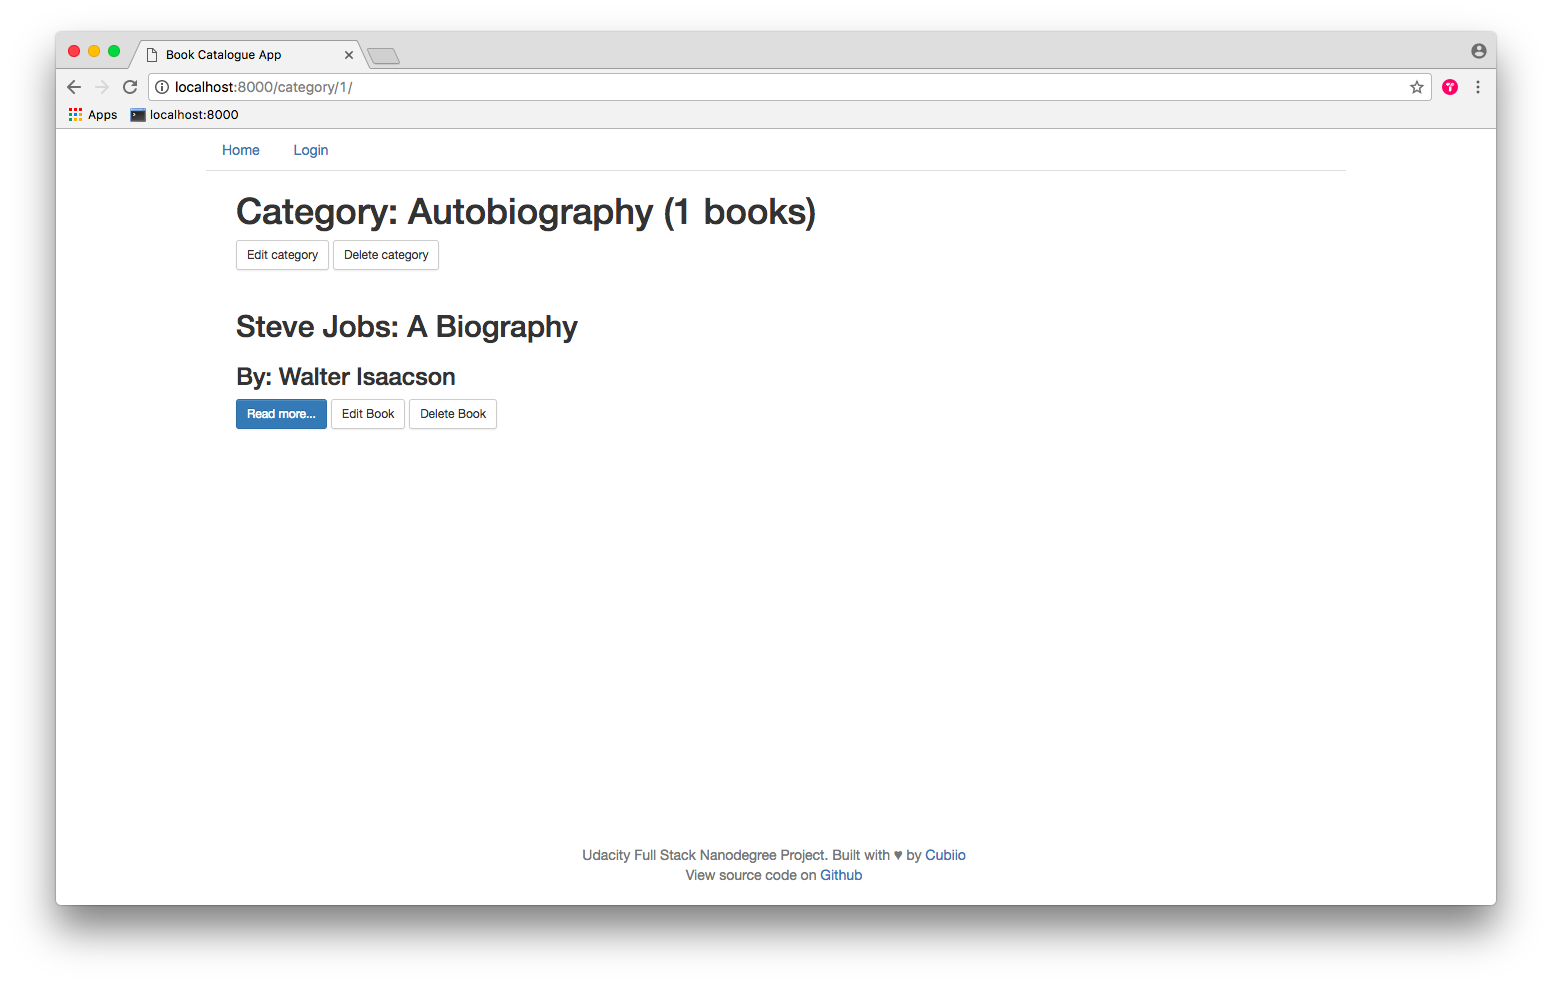 Book Catalogue App
localhost:8000/category/1/
Apps localhost:8000
Home Login
Category: Autobiography (1 books)
Edit category Delete category
Steve Jobs: A Biography
By: Walter Isaacson
Read more... Edit Book Delete Book
Udacity Full Stack Nanodegree Project. Built with ♥ by Cubiio
View source code on Github